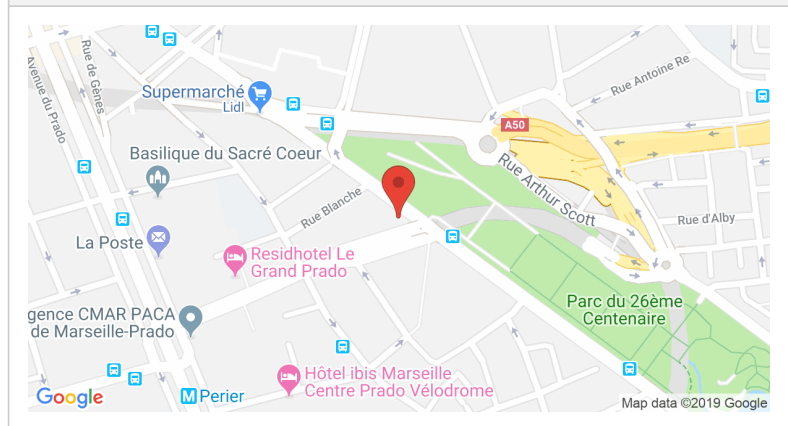 Avenue du Prado
Rue de Gènes
Supermarché
Lidl
A50
Rue Antoine Re
Basilique du Sacré Coeur
Rue Arthur Scott
Rue Blanche
Rue d'Alby
La Poste
Residhotel Le
Grand Prado
Parc du 26ème
Centenaire
gence CMAR PACA
de Marseille-Prado
Hôtel ibis Marseille
Centre Prado Vélodrome
M Perier
Google
Map data ©2019 Google